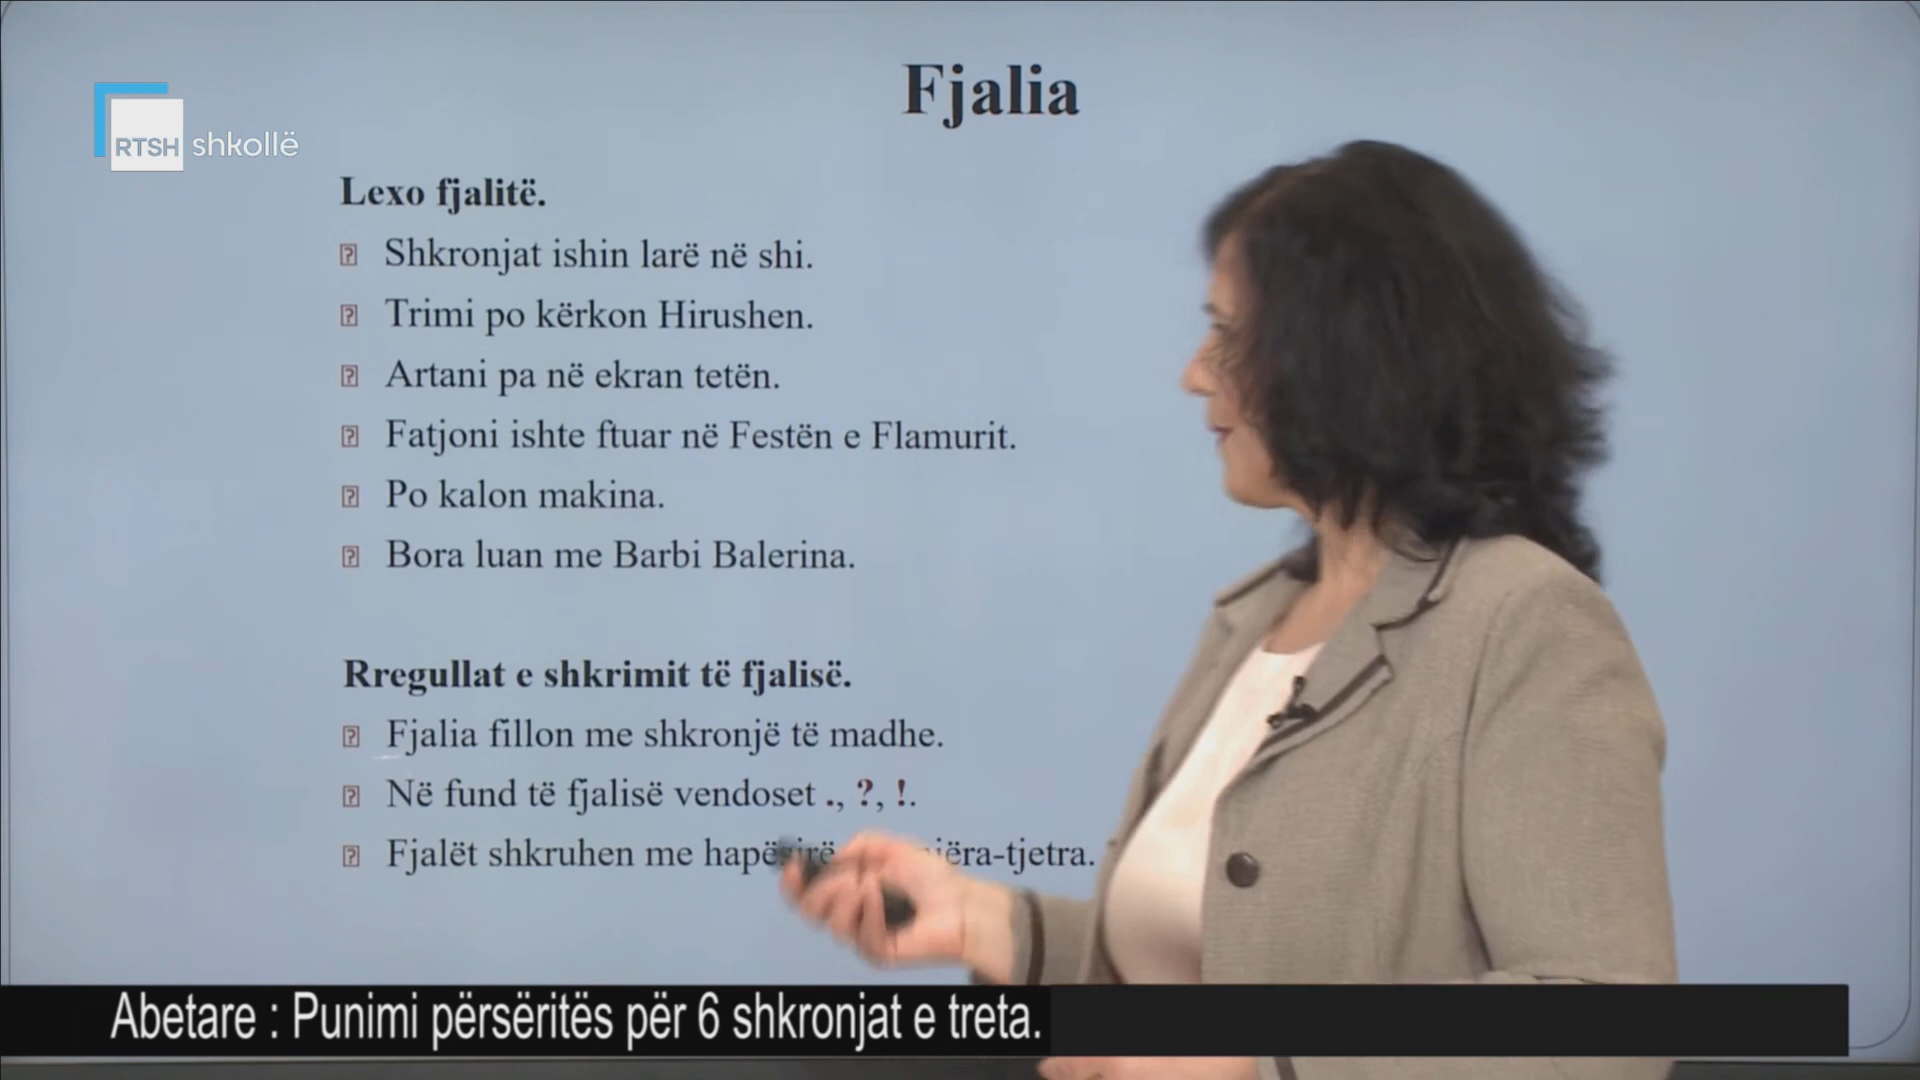 Fjalia
RTSH shkollë
Lexo fjalitë.
Shkronjat ishin larë në shi.
Trimi po kërkon Hirushen.
Artani pa në ekran tetën.
Fatjoni ishte ftuar në Festën e Flamurit.
Po kalon makina.
Bora luan me Barbi Balerina.
Rregullat e shkrimit të fjalisë.
Fjalia fillon me shkronjë të madhe.
Në fund të fjalisë vendoset ., ?, !.
Fjalët shkruhen me hapësirë
Abetare : Punimi përsëritës për 6 shkronjat e treta.